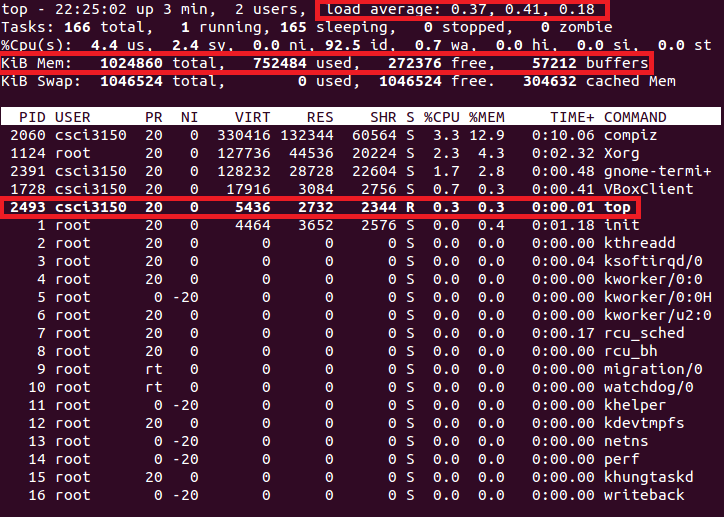 top - 22:25:02 up 3 min,  2 users,  load average: 0.37, 0.41, 0.18
Tasks: 166 total,   1 running, 165 sleeping,   0 stopped,   0 zombie
%Cpu(s):  4.4 us,  2.4 sy,  0.0 ni, 92.5 id,  0.7 wa,  0.0 hi,  0.0 si,  0.0 st
KiB Mem:   1024860 total,   752484 used,   272376 free,    57212 buffers
KiB Swap:  1046524 total,        0 used,  1046524 free.   304632 cached Mem
PID USER      PR  NI    VIRT    RES    SHR S %CPU %MEM     TIME+ COMMAND
2060 csci3150  20   0  330416 132344  60564 S  3.3 12.9   0:10.06 compiz
1124 root      20   0  127736  44536  20224 S  2.3  4.3   0:02.32 Xorg
2391 csci3150  20   0  128232  28728  22604 S  1.7  2.8   0:00.48 gnome-termi+
1728 csci3150  20   0   17916   3084   2756 S  0.7  0.3   0:00.41 VBoxClient
2493 csci3150  20   0    5436   2732   2344 R  0.3  0.3   0:00.01 top
1 root      20   0    4464   3652   2576 S  0.0  0.4   0:01.18 init
2 root      20   0       0      0      0 S  0.0  0.0   0:00.00 kthreadd
3 root      20   0       0      0      0 S  0.0  0.0   0:00.04 ksoftirqd/0
4 root      20   0       0      0      0 S  0.0  0.0   0:00.00 kworker/0:0
5 root       0 -20       0      0      0 S  0.0  0.0   0:00.00 kworker/0:0H
6 root      20   0       0      0      0 S  0.0  0.0   0:00.00 kworker/u2:0
7 root      20   0       0      0      0 S  0.0  0.0   0:00.17 rcu_sched
8 root      20   0       0      0      0 S  0.0  0.0   0:00.00 rcu_bh
9 root      rt   0       0      0      0 S  0.0  0.0   0:00.00 migration/0
10 root      rt   0       0      0      0 S  0.0  0.0   0:00.00 watchdog/0
11 root       0 -20       0      0      0 S  0.0  0.0   0:00.00 khelper
12 root      20   0       0      0      0 S  0.0  0.0   0:00.00 kdevtmpfs
13 root       0 -20       0      0      0 S  0.0  0.0   0:00.00 netns
14 root       0 -20       0      0      0 S  0.0  0.0   0:00.00 perf
15 root      20   0       0      0      0 S  0.0  0.0   0:00.00 khungtaskd
16 root       0 -20       0      0      0 S  0.0  0.0   0:00.00 writeback